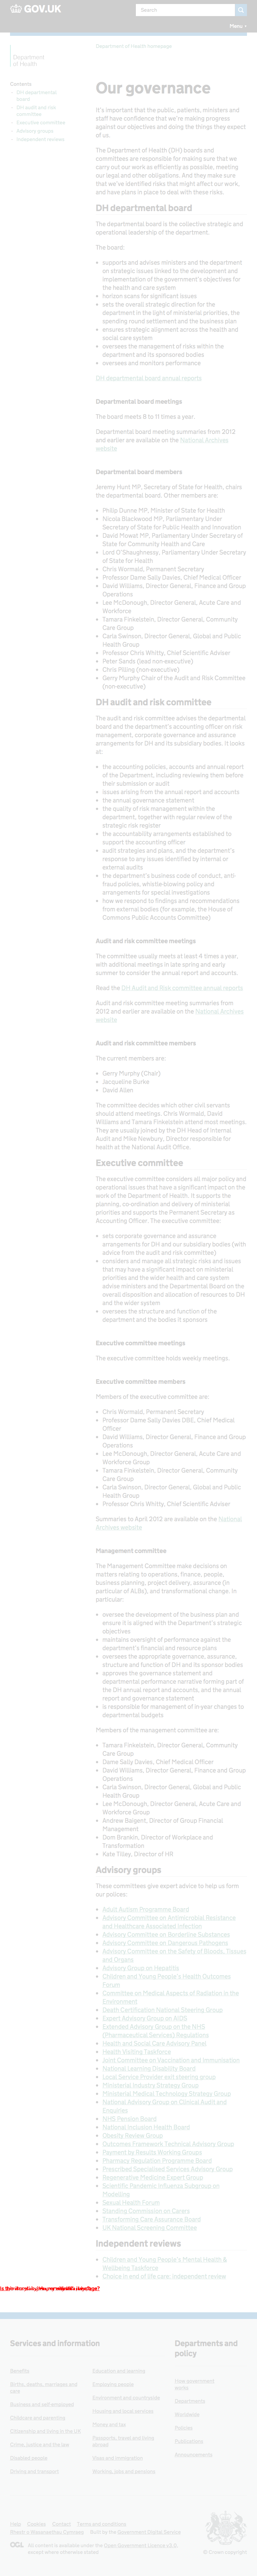 GOV.UK
Search
Menu
Department of Health homepage
Department
of Health
Contents
DH departmental
board
DH audit and risk
committee
Executive committee
Advisory groups
Independent reviews
Our governance
It's important that the public, patients, ministers and
staff have confidence that we are making progress
against our objectives and doing the things they expect
of us.
The Department of Health (DH) boards and
committees are responsible for making sure that we
are carrying out our duties. They are also there to make
sure that we've identified risks that might affect our
work, and have decided how to deal with these risks.
DH departmental board
The departmental board is the collective strategic and
operational leadership of the department.
The board:
supports and advises ministers and the department
on strategic issues linked to the development and
implementation of the government's objectives for
the health and care system
horizon scans for significant issues
sets the overall strategic direction for the
department in the light of ministerial priorities, the
spending round settlement and the business plan
ensures strategic alignment across the health and
social care system
oversees the management of risks within the
department and its sponsored bodies
oversees and monitors performance
DH departmental board annual reports
Departmental board meetings
The board meets 8 to 11 times a year.
Departmental board meeting summaries from 2012
and earlier are available on the National Archives
website
Departmental board members
Jeremy Hunt MP, Secretary of State for Health, chairs
the departmental board. Other members are:
Philip Dunne MP, Minister of State for Health
Nicola Blackwood MP, Parliamentary Under
Secretary of State for Public Health and Innovation
David Mowat MP, Parliamentary Under Secretary of
State for Community Health and Care
Lord O'Shaughnessy, Parliamentary Under Secretary
of State for Health
Chris Wormald, Permanent Secretary
Professor Dame Sally Davies, Chief Medical Officer
David Williams, Director General, Finance and Group
Operations
Lee McDonough, Director General, Acute Care and
Workforce
Tamara Finkelstein, Director General, Community
Care Group
Carla Swinson, Director General, Global and Public
Health Group
Professor Chris Whitty, Chief Scientific Adviser
Peter Sands (lead non-executive)
Chris Pilling (non-executive)
Gerry Murphy Chair of the Audit and Risk Committee
(non-executive)
DH audit and risk committee
The audit and risk committee advises the departmental
board and the department's accounting officer on risk
management, corporate governance and assurance
arrangements for DH and its subsidiary bodies. It looks
at:
the accounting policies, accounts and annual report
of the Department, including reviewing them before
their submission or audit
issues arising from the annual report and accounts
the annual governance statement
the quality of risk management within the
department, together with regular review of the
strategic risk register
the accountability arrangements established to
support the accounting officer
audit strategies and plans, and the department's
response to any issues identified by internal or
external audits
the department's business code of conduct, anti-
fraud policies, whistle-blowing policy and
arrangements for special investigations
how we respond to findings and recommendations
from other bodies (for example, the House of
Commons Public Accounts Committee)
Audit and risk committee meetings
The committee usually meets at least 4 times a year,
with additional meetings in late spring and early
summer to consider the annual report and accounts.
Read the DH Audit and Risk committee annual reports
Audit and risk committee meeting summaries from
2012 and earlier are available on the National Archives
website
Audit and risk committee members
The current members are:
Gerry Murphy (Chair)
Jacqueline Burke
David Allen
The committee decides which other civil servants
should attend meetings. Chris Wormald, David
Williams and Tamara Finkelstein attend most meetings.
They are usually joined by the DH Head of Internal
Audit and Mike Newbury, Director responsible for
health at the National Audit Office.
Executive committee
The executive committee considers all major policy and
operational issues that have a significant impact on the
work of the Department of Health. It supports the
planning, co-ordination and delivery of ministerial
priorities and supports the Permanent Secretary as
Accounting Officer. The executive committee:
sets corporate governance and assurance
arrangements for DH and our subsidiary bodies (with
advice from the audit and risk committee)
considers and manage all strategic risks and issues
that may have a significant impact on ministerial
priorities and the wider health and care system
advise ministers and the Departmental Board on the
overall disposition and allocation of resources to DH
and the wider system
oversees the structure and function of the
department and the bodies it sponsors
Executive committee meetings
The executive committee holds weekly meetings.
Executive committee members
Members of the executive committee are:
Chris Wormald, Permanent Secretary
Professor Dame Sally Davies DBE, Chief Medical
Officer
David Williams, Director General, Finance and Group
Operations
Lee McDonough, Director General, Acute Care and
Workforce Group
Tamara Finkelstein, Director General, Community
Care Group
Carla Swinson, Director General, Global and Public
Health Group
Professor Chris Whitty, Chief Scientific Adviser
Summaries to April 2012 are available on the National
Archives website
Management committee
The Management Committee make decisions on
matters relating to operations, finance, people,
business planning, project delivery, assurance (in
particular of ALBs), and transformational change. In
particular:
oversee the development of the business plan and
ensure it is aligned with the Department's strategic
objectives
maintains oversight of performance against the
department's financial and resource limits
oversees the appropriate governance, assurance,
structure and function of DH and its sponsor bodies
approves the governance statement and
departmental performance narrative forming part of
the DH annual report and accounts, and the annual
report and management statement
is responsible for management of in-year changes to
departmental budgets
Members of the management committee are:
Tamara Finkelstein, Director General, Community
Care Group
Dame Sally Davies, Chief Medical Officer
David Williams, Director General, Finance and Group
Operations
Carla Swinson, Director General, Global and Public
Health Group
Lee McDonough, Director General, Acute Care and
Workforce Group
Andrew Baigent, Director of Group Financial
Management
Dom Brankin, Director of Workplace and
Transformation
Kate Tilley, Director of HR
Advisory groups
These committees give expert advice to help us form
our policies:
Adult Autism Programme Board
Advisory Committee on Antimicrobial Resistance
and Healthcare Associated Infection
Advisory Committee on Borderline Substances
Advisory Committee on Dangerous Pathogens
Advisory Committee on the Safety of Bloods, Tissues
and Organs
Advisory Group on Hepatitis
Children and Young People's Health Outcomes
Forum
Committee on Medical Aspects of Radiation in the
Environment
Death Certification National Steering Group
Expert Advisory Group on AIDS
Extended Advisory Group on the NHS
(Pharmaceutical Services) Regulations
Health and Social Care Advisory Panel
Health Visiting Taskforce
Joint Committee on Vaccination and Immunisation
National Learning Disability Board
Local Service Provider exit steering group
Ministerial Industry Strategy Group
Ministerial Medical Technology Strategy Group
National Advisory Group on Clinical Audit and
Enquiries
NHS Pension Board
National Inclusion Health Board
Obesity Review Group
Outcomes Framework Technical Advisory Group
Payment by Results Working Groups
Pharmacy Regulation Programme Board
Prescribed Specialised Services Advisory Group
Regenerative Medicine Expert Group
Scientific Pandemic Influenza Subgroup on
Modelling
Sexual Health Forum
Standing Commission on Carers
Transforming Care Assurance Board
UK National Screening Committee
Independent reviews
Children and Young People's Mental Health &
Wellbeing Taskforce
Choice in end of life care: independent review
Services and information
Benefits
Births, deaths, marriages and
care
Business and self-employed
Childcare and parenting
Citizenship and living in the UK
Crime, justice and the law
Disabled people
Driving and transport
Education and learning
Employing people
Environment and countryside
Housing and local services
Money and tax
Passports, travel and living
abroad
Visas and immigration
Working, jobs and pensions
Departments and
policy
How government
works
Departments
Worldwide
Policies
Publications
Announcements
Help
Cookies
Contact
Terms and conditions
Rhestr o Wasanaethau Cymraeg
Built by the Government Digital Service
OGL
All content is available under the Open Government Licence v3.0,
except where otherwise stated
© Crown copyright